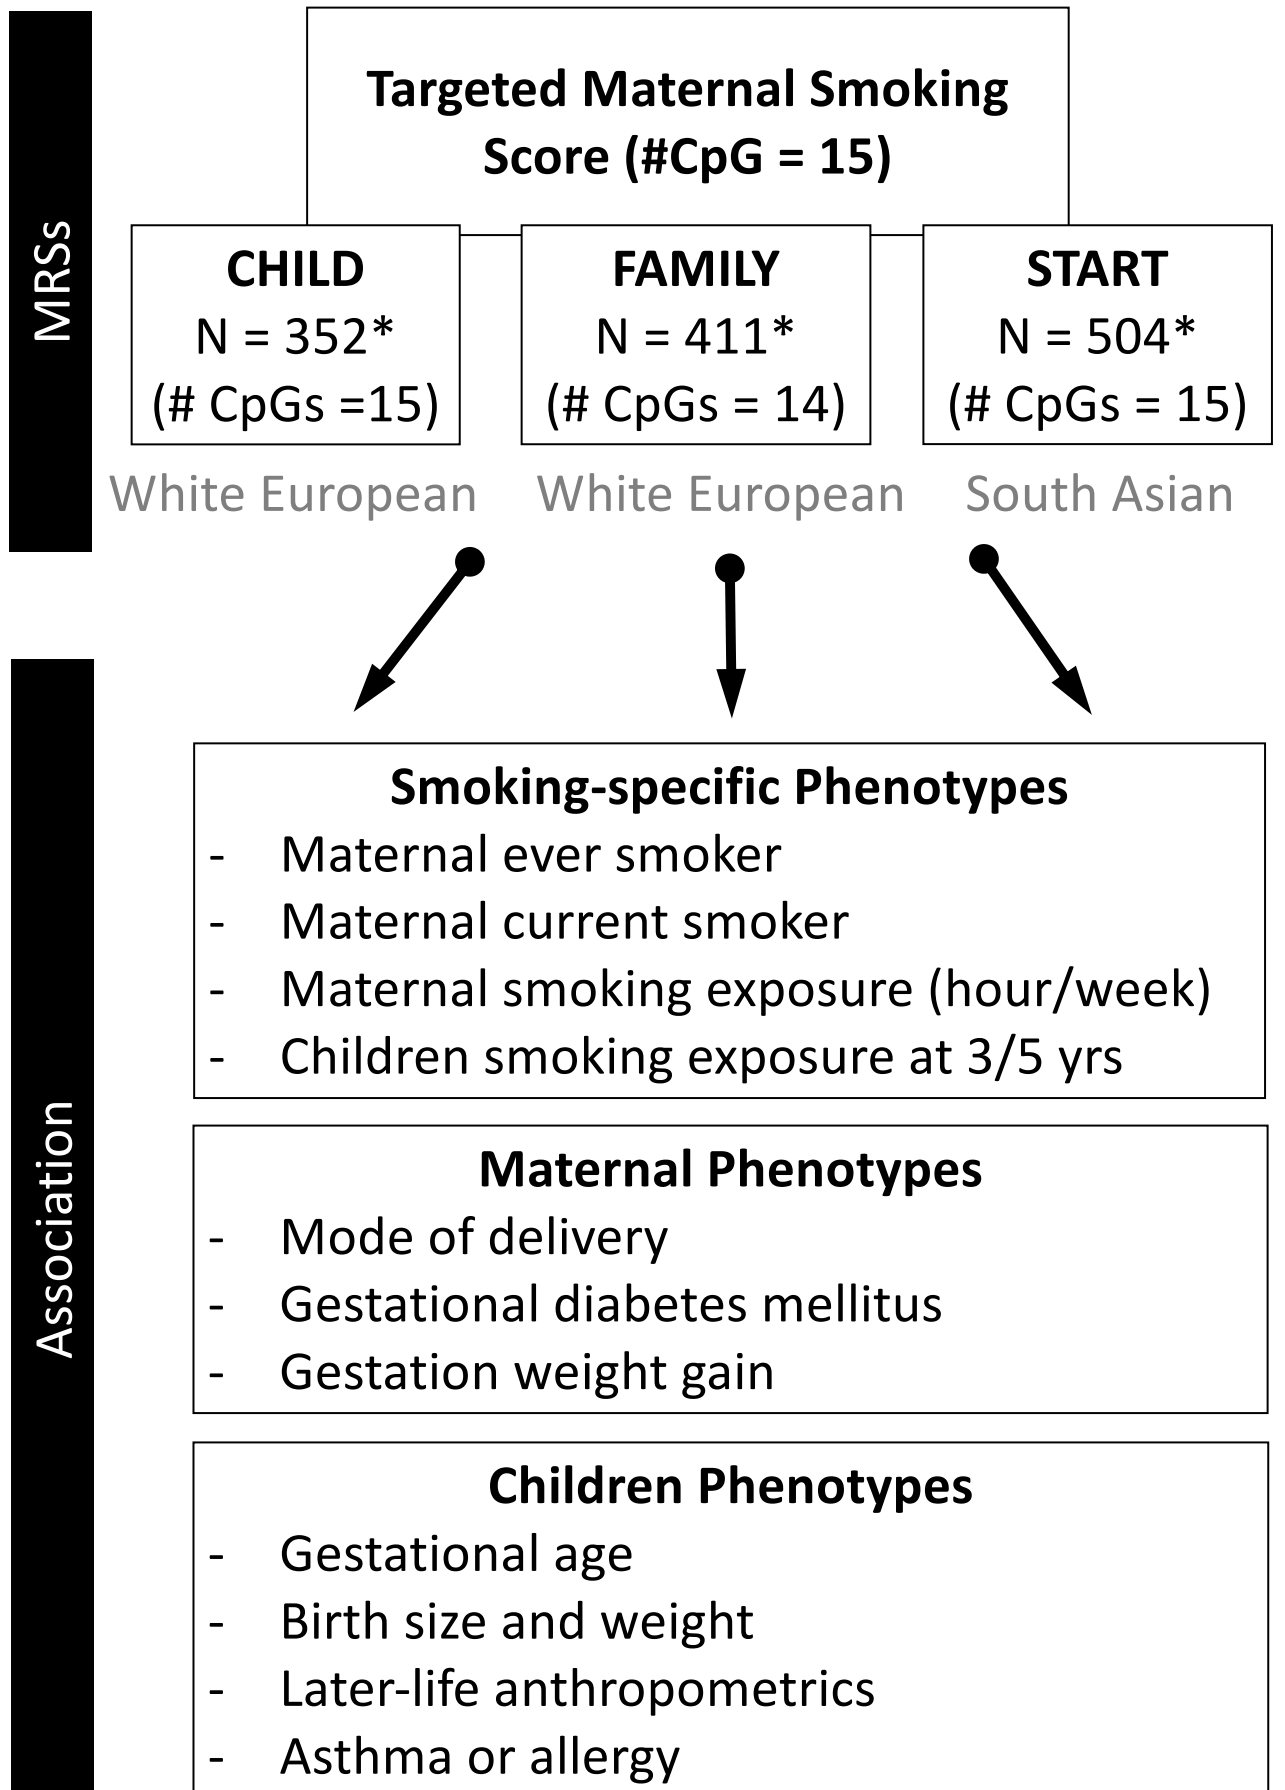 MRSs
Targeted Maternal Smoking
Score (#CpG = 15)
CHILD
N = 352*
(# CpGs =15)
White European
FAMILY
N = 411*
(# CpGs = 14)
White European
START
N = 504*
(# CpGs = 15)
South Asian
Association
Smoking-specific Phenotypes
- Maternal ever smoker
- Maternal current smoker
- Maternal smoking exposure (hour/week)
- Children smoking exposure at 3/5 yrs
Maternal Phenotypes
- Mode of delivery
- Gestational diabetes mellitus
- Gestation weight gain
Children Phenotypes
- Gestational age
- Birth size and weight
- Later-life anthropometrics
- Asthma or allergy